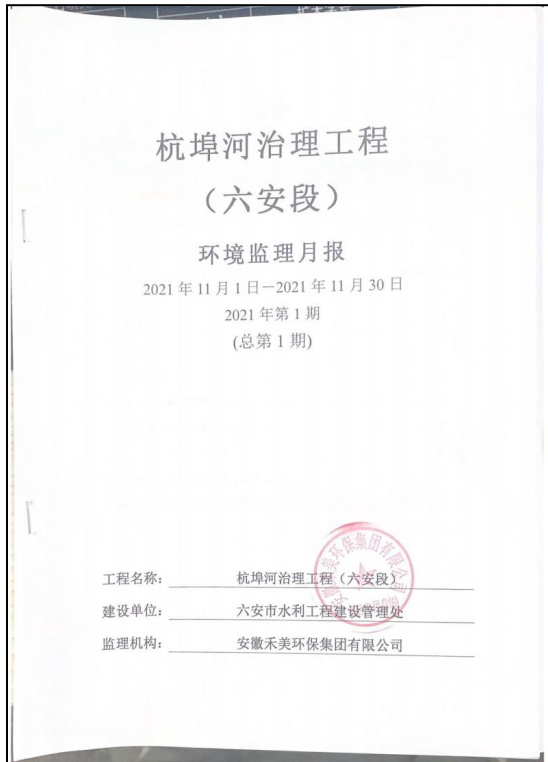 杭埠河治理工程
（六安段）
环境监理月报
2021 年 11 月 1 日－2021 年 11 月 30 日
2021 年第 1 期
(总第 1 期)
工程名称： 杭埠河治理工程（六安段）
建设单位： 六安市水利工程建设管理处
监理机构： 安徽禾美环保集团有限公司